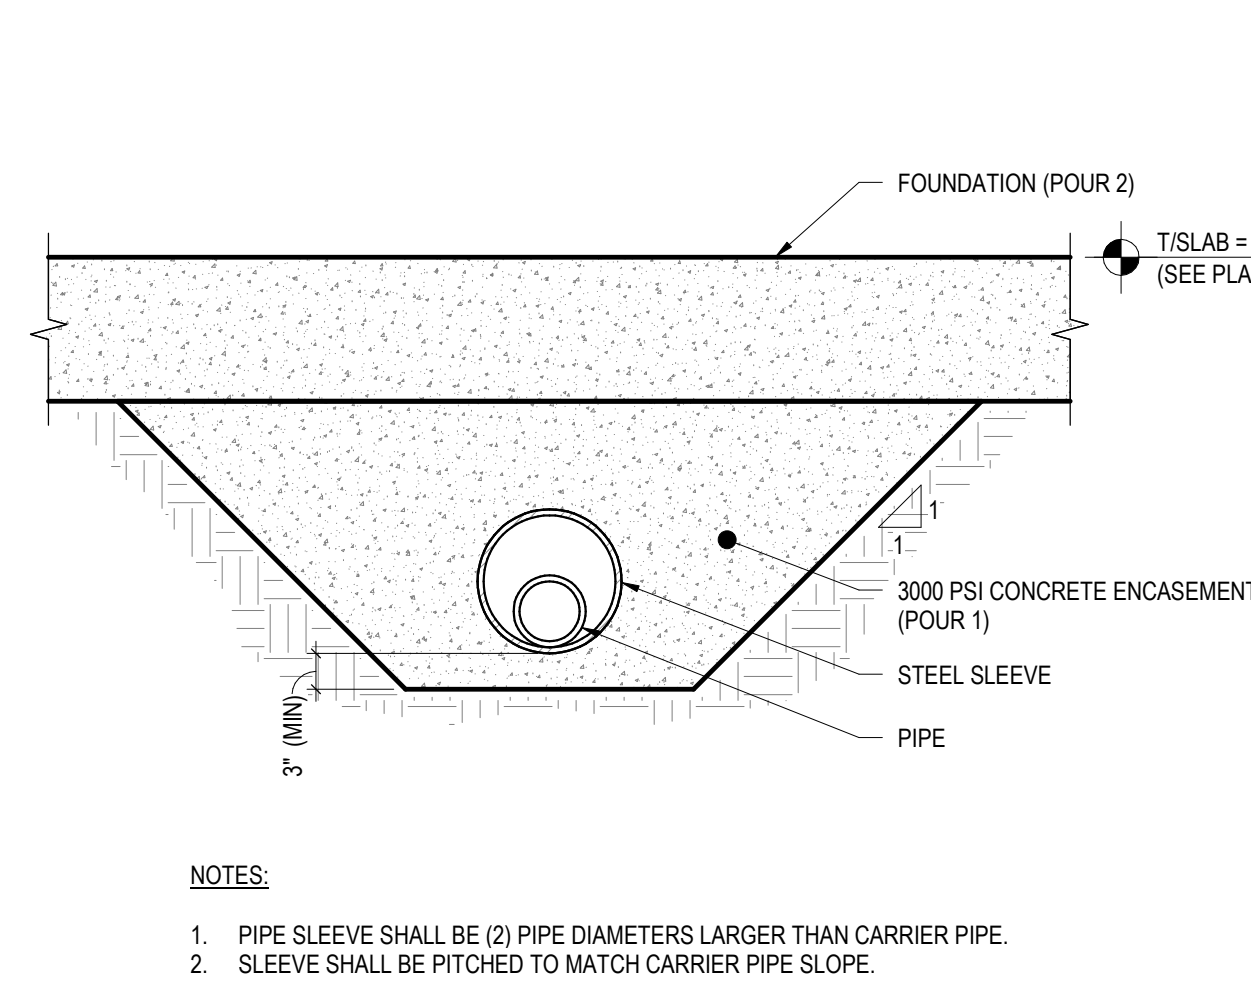 FOUNDATION (POUR 2)
T/SLAB =
(SEE PLA
1
1
3000 PSI CONCRETE ENCASEMENT
(POUR 1)
STEEL SLEEVE
PIPE
3" (MIN)
NOTES:
1. PIPE SLEEVE SHALL BE (2) PIPE DIAMETERS LARGER THAN CARRIER PIPE.
2. SLEEVE SHALL BE PITCHED TO MATCH CARRIER PIPE SLOPE.